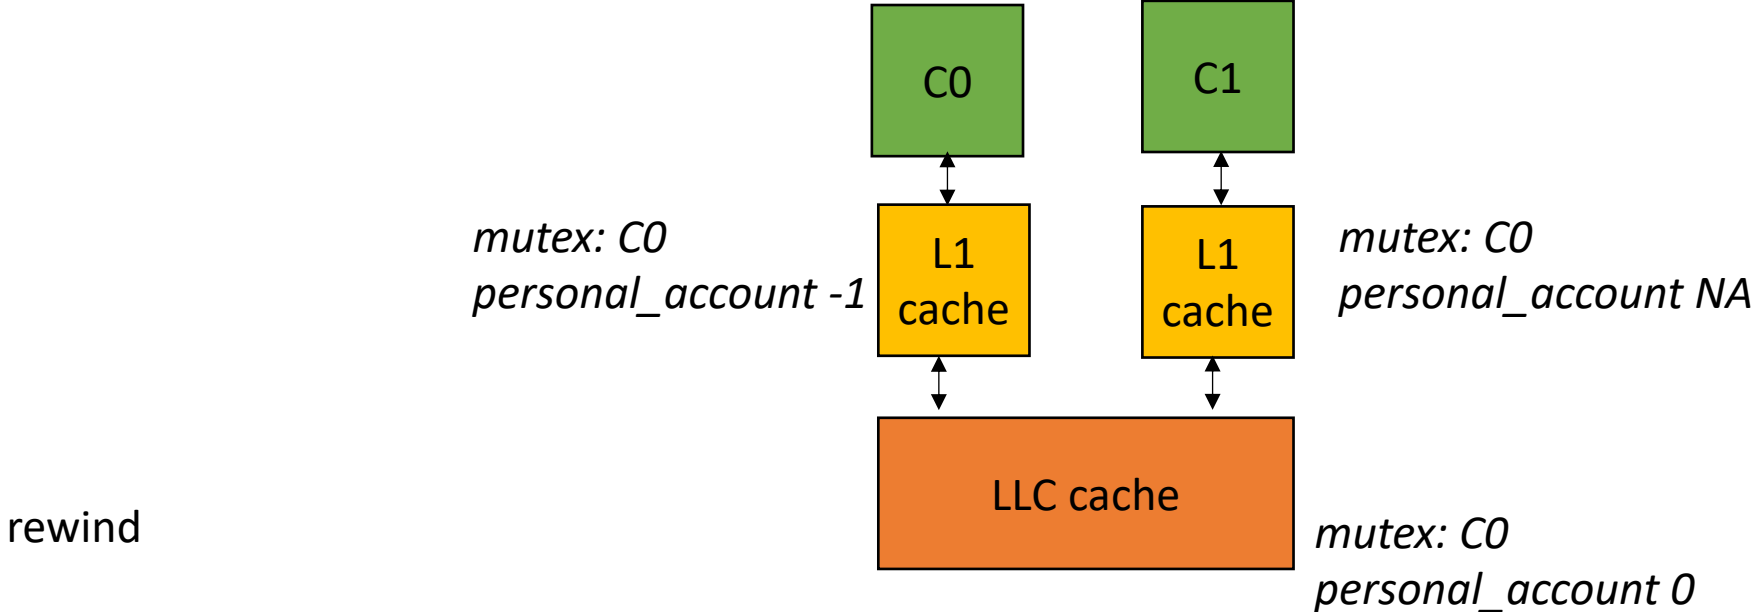 C0
C1
mutex: C0
personal_account -1
L1
cache
L1
cache
mutex: C0
personal_account NA
LLC cache
rewind
mutex: C0
personal_account 0